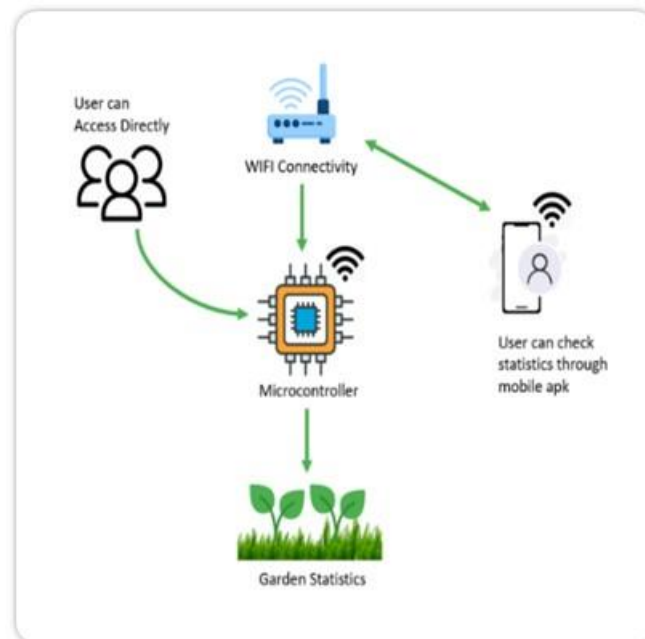 User can
Access Directly
WIFI Connectivity
User can check
statistics through
mobile apk
Microcontroller
Garden Statistics